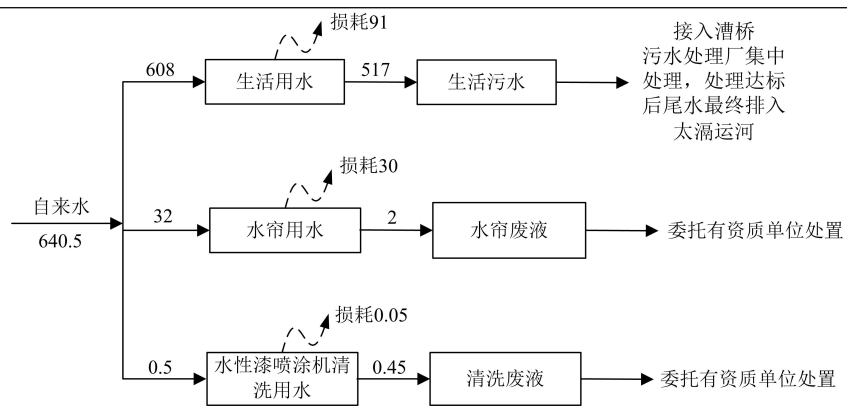 损耗91
接入漕桥
污水处理厂集中
处理，处理达标
后尾水最终排入
太滆运河
608
生活用水
517
生活污水
损耗30
自来水
640.5
32
水帘用水
2
水帘废液
委托有资质单位处置
损耗0.05
0.5
水性漆喷涂机清
洗用水
0.45
清洗废液
委托有资质单位处置